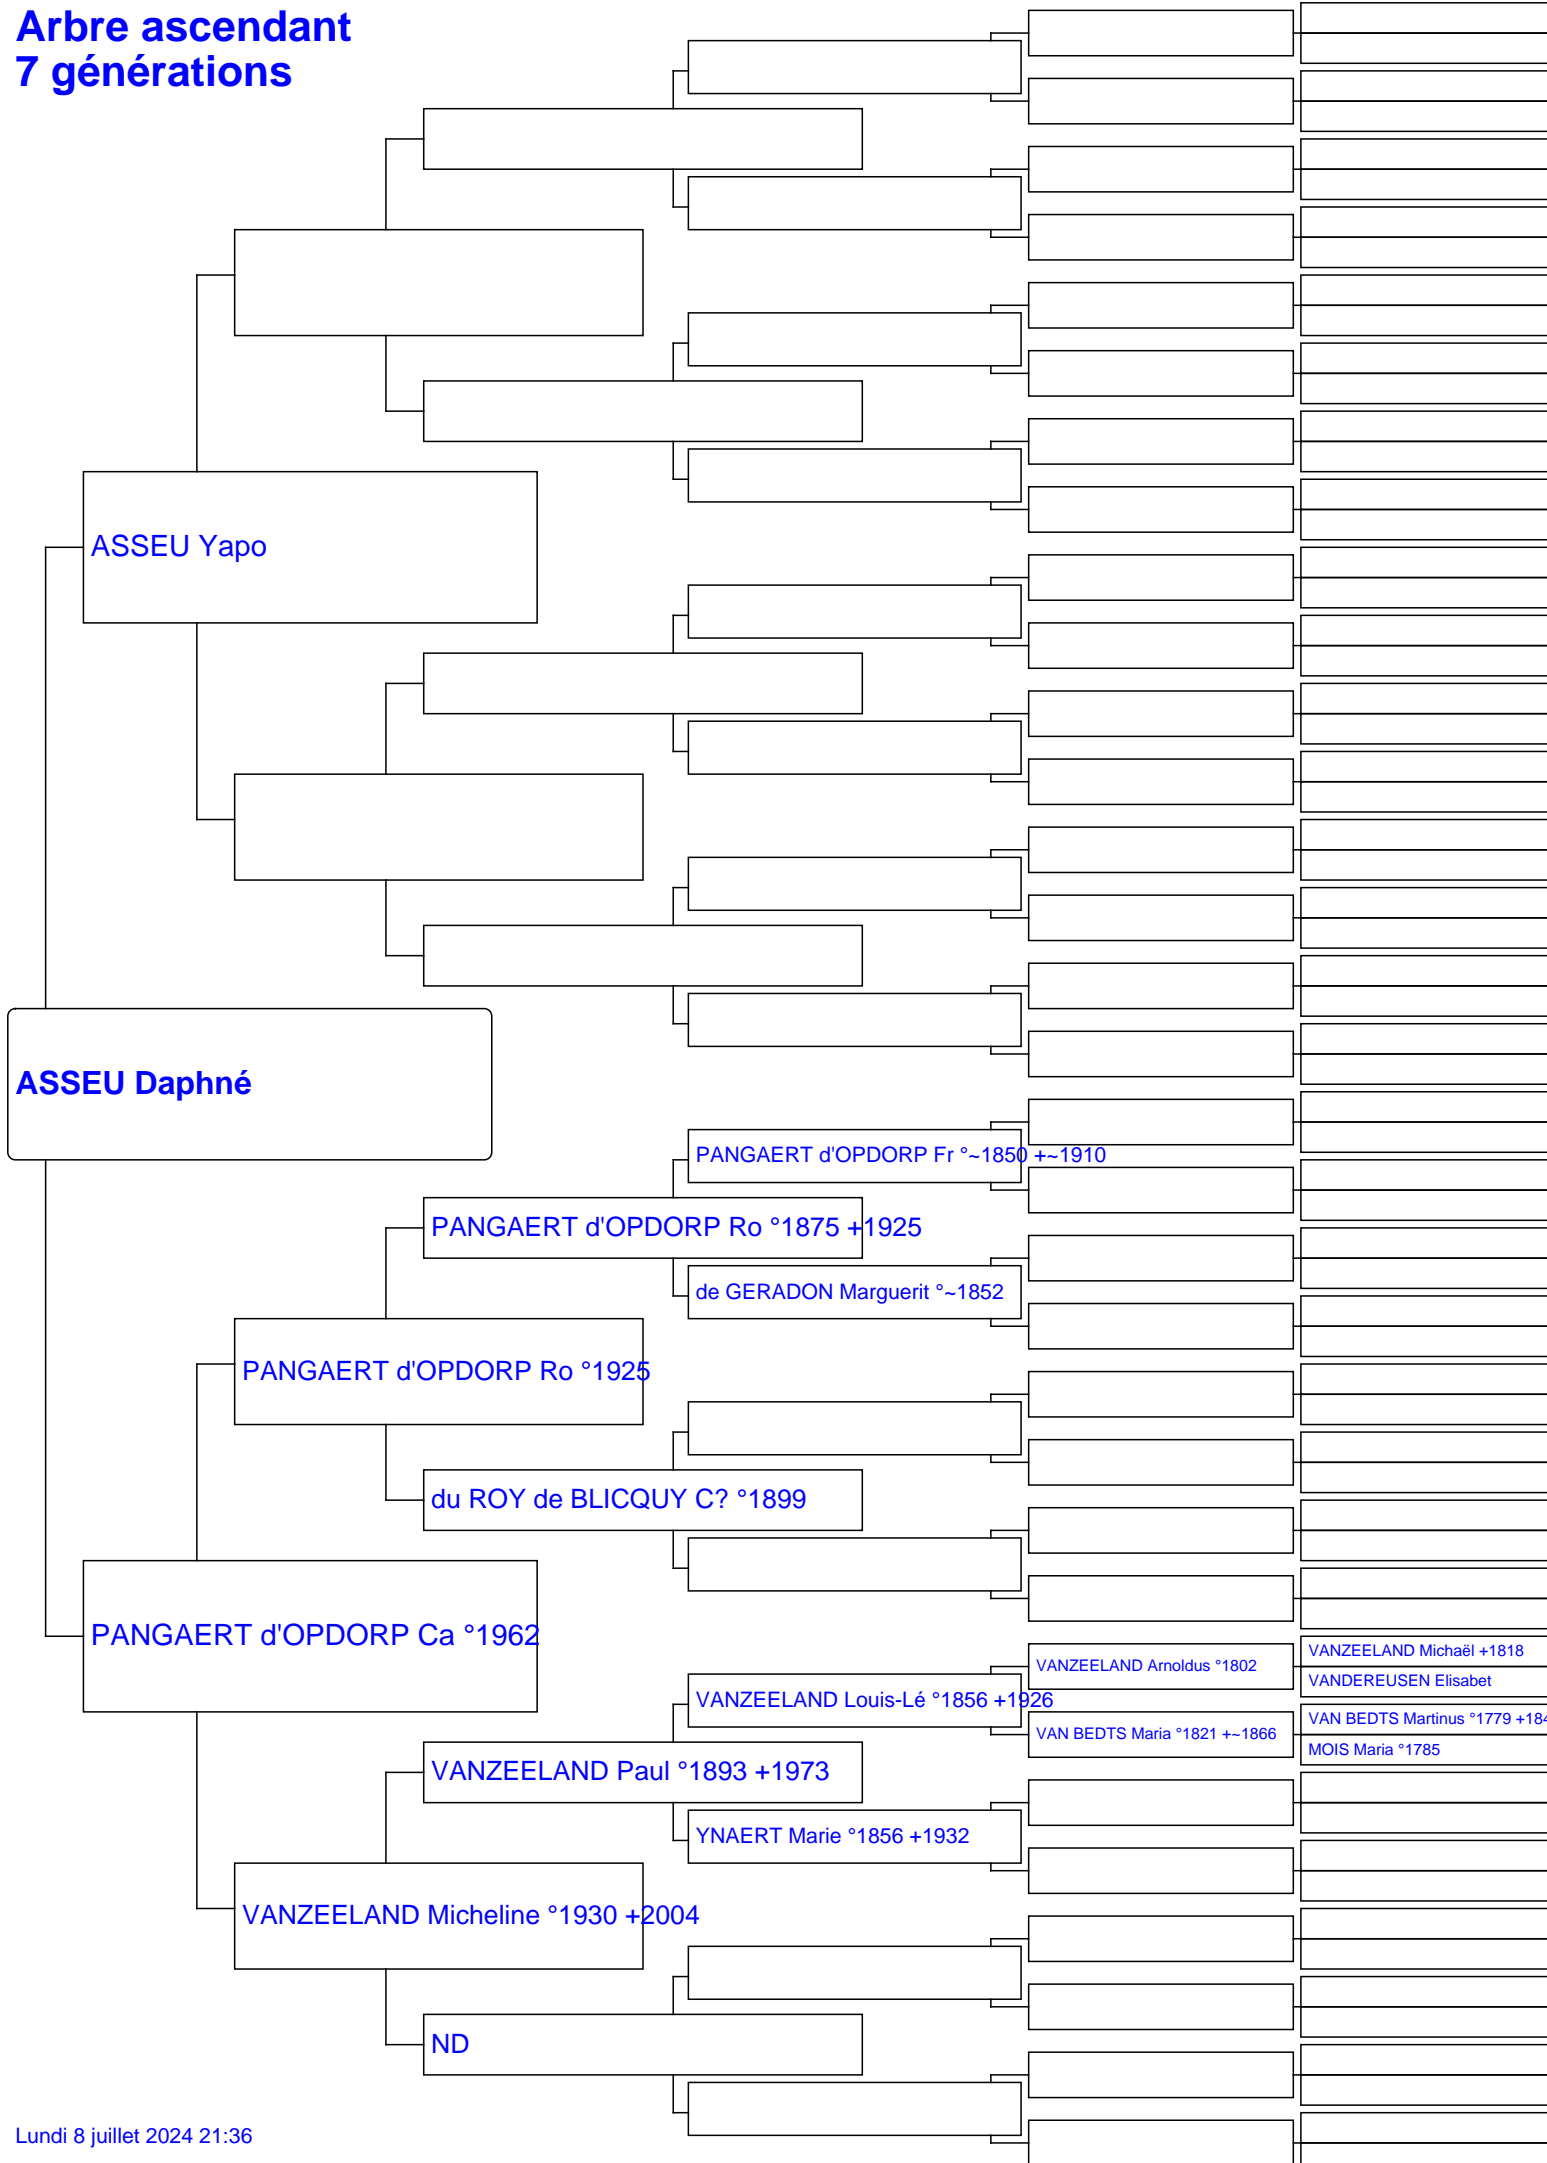 Arbre ascendant
7 générations
ASSEU Yapo
ASSEU Daphné
PANGAERT d'OPDORP Fr °~1850 +~1910
PANGAERT d'OPDORP Ro °1875 +1925
de GERADON Marguerit °~1852
PANGAERT d'OPDORP Ro °1925
du ROY de BLICQUY C? °1899
PANGAERT d'OPDORP Ca °1962
VANZEELAND Michaël +1818
VANZEELAND Arnoldus °1802
VANDEREUSEN Elisabet
VANZEELAND Louis-Lé °1856 +1926
VAN BEDTS Martinus °1779 +184
VAN BEDTS Maria °1821 +~1866
MOIS Maria °1785
VANZEELAND Paul °1893 +1973
YNAERT Marie °1856 +1932
VANZEELAND Micheline °1930 +2004
ND
Lundi 8 juillet 2024 21:36